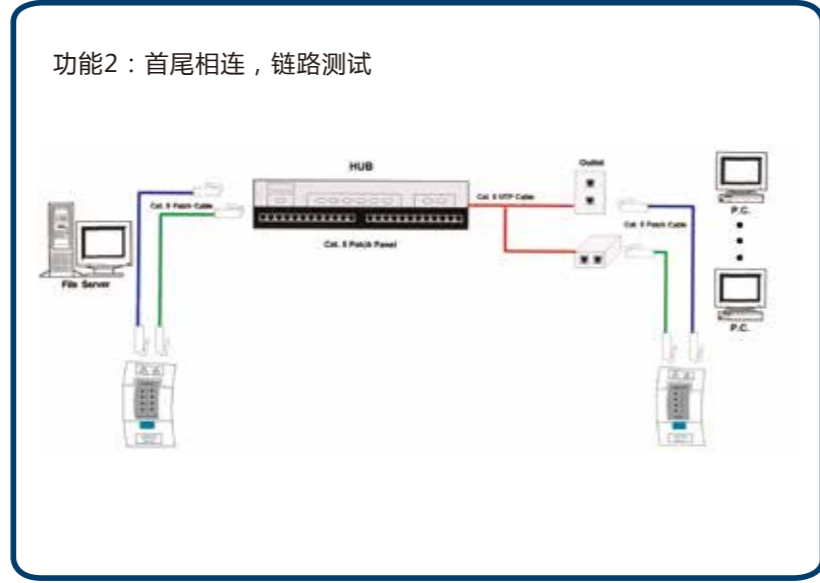 功能2：首尾相连，链路测试
HUB
Outlet
Cat. 5 UTP Cable
P.C.
Cat. 5 Patch Cable
Cat. 5 Patch Cable
Cat. 5 Patch Panel
File Server
P.C.